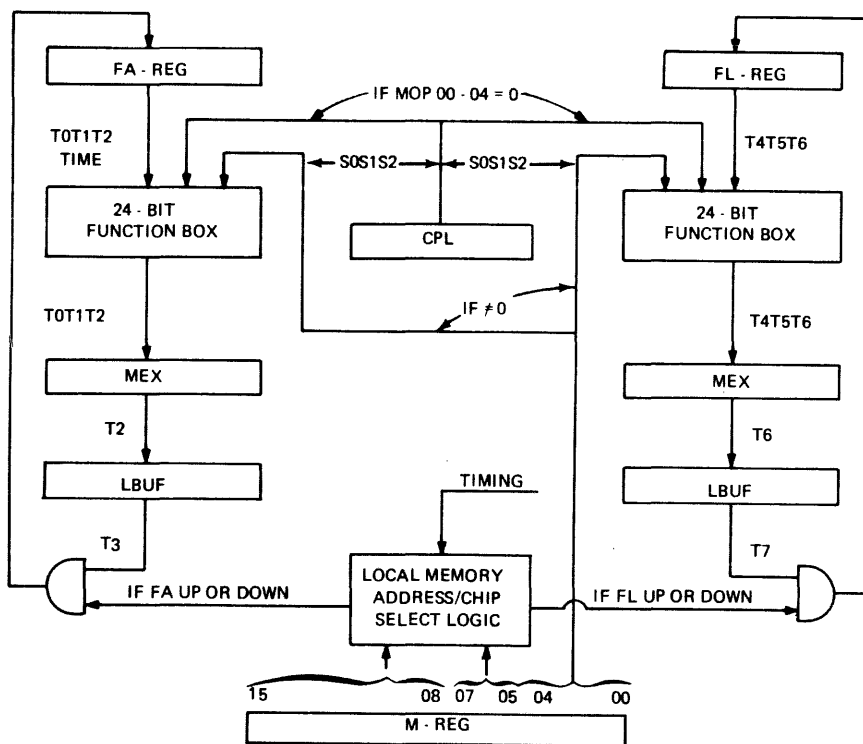 FA - REG
FL - REG
IF MOP 00 - 04 = 0
T0T1T2
TIME
T4T5T6
S0S1S2
S0S1S2
24 - BIT
FUNCTION BOX
24 - BIT
FUNCTION BOX
CPL
IF ≠ 0
T0T1T2
T4T5T6
MEX
MEX
T2
T6
LBUF
LBUF
TIMING
T3
T7
LOCAL MEMORY
ADDRESS/CHIP
SELECT LOGIC
IF FA UP OR DOWN
IF FL UP OR DOWN
15 08 07 05 04 00
M - REG